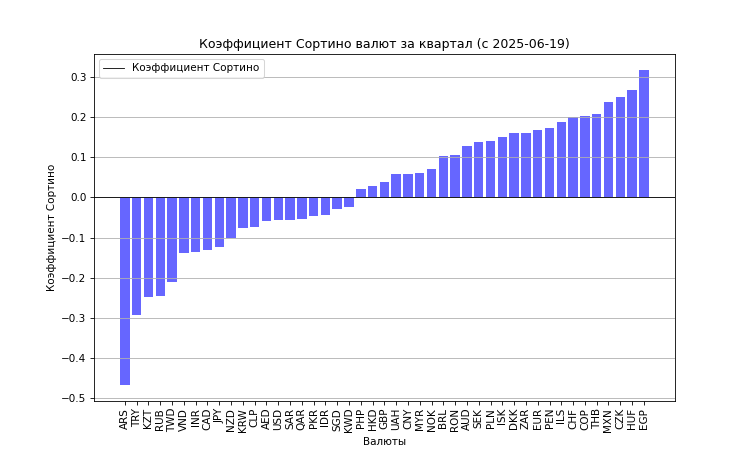 Коэффициент Сортино валют за квартал (с 2025-06-19)
Коэффициент Сортино
Коэффициент Сортино
0.3
0.2
0.1
0.0
−0.1
−0.2
−0.3
−0.4
−0.5
ARS TRY KZT RUB TWD VND INR CAD JPY NZD KRW CLP AED USD SAR QAR PKR IDR SGD KWD PHP HKD GBP UAH CNY MYR NOK BRL RON AUD SEK PLN ISK DKK ZAR EUR PEN ILS CHF COP THB MXN CZK HUF EGP
Валюты